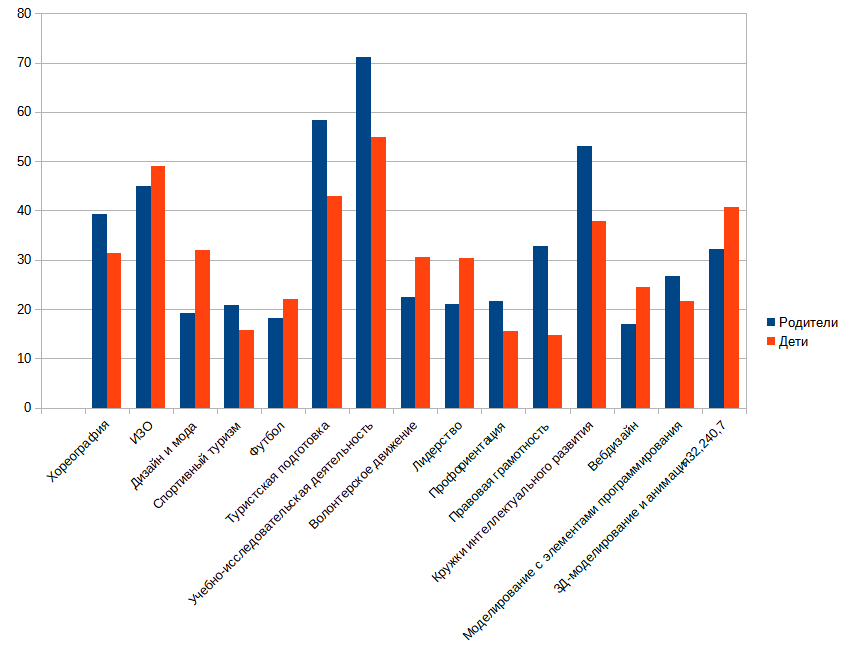 80
70
60
50
40
30
20
10
0
Хореография
ИЗО
Дизайн и мода
Спортивный туризм
Футбол
Туристская подготовка
Учебно-исследовательская деятельность
Волонтерское движение
Лидерство
Профориентация
Правовая грамотность
Кружки интеллектуального развития
Вебдизайн
Моделирование с элементами программирования
3Д-моделирование и анимация32,240,7
Родители
Дети